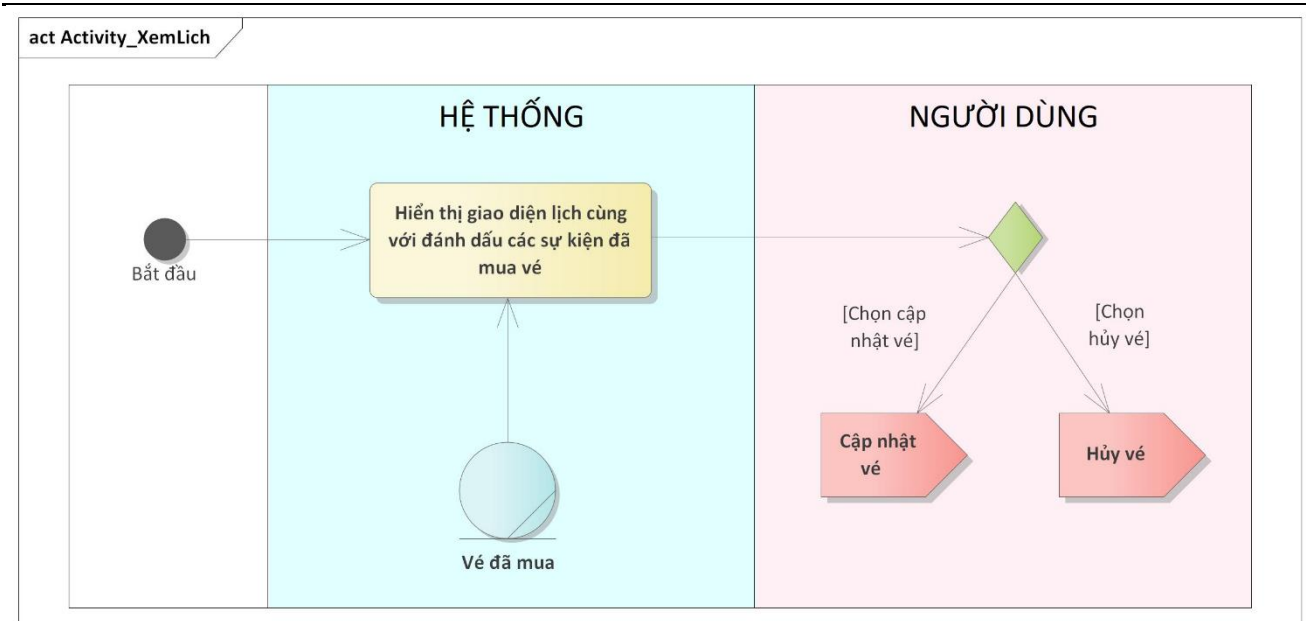 act Activity_XemLich
HỆ THỐNG
NGƯỜI DÙNG
Hiển thị giao diện lịch cùng
với đánh dấu các sự kiện đã
mua vé
Bắt đầu
[Chọn cập
nhật vé]
[Chọn
hủy vé]
Cập nhật
vé
Hủy vé
Vé đã mua